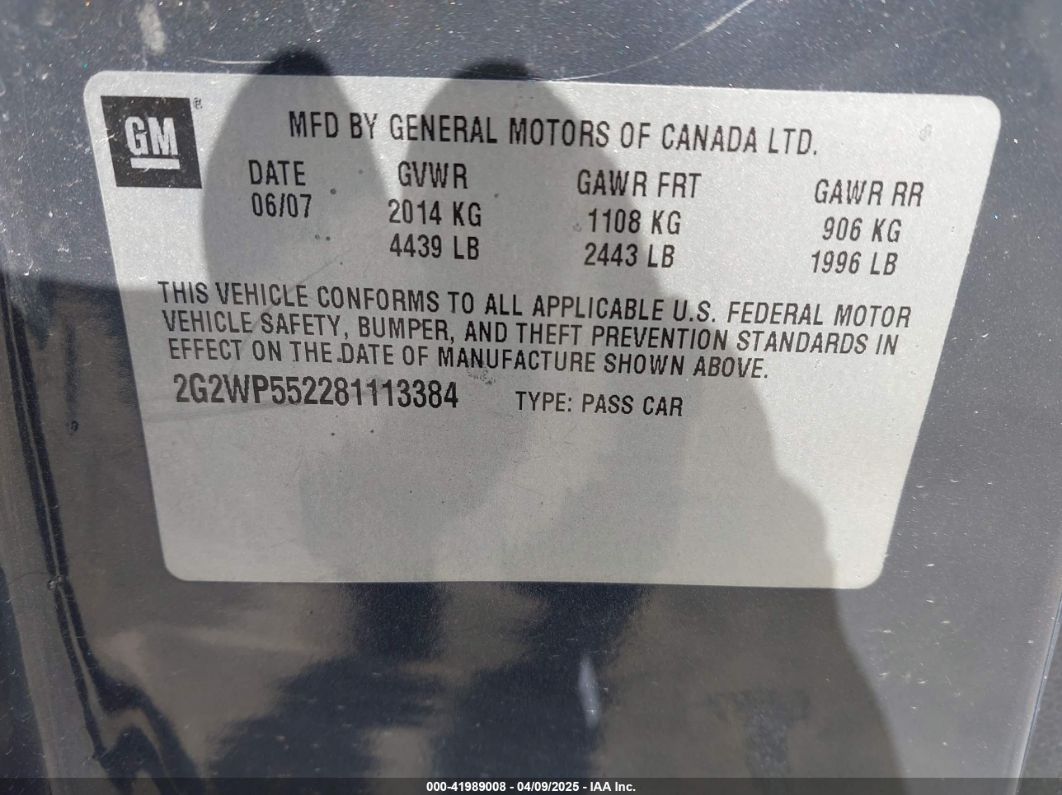 GM ®
MFD BY GENERAL MOTORS OF CANADA LTD.
DATE GVWR GAWR FRT GAWR RR
06/07 2014 KG 1108 KG 906 KG
4439 LB 2443 LB 1996 LB
THIS VEHICLE CONFORMS TO ALL APPLICABLE U.S. FEDERAL MOTOR
VEHICLE SAFETY, BUMPER, AND THEFT PREVENTION STANDARDS IN
EFFECT ON THE DATE OF MANUFACTURE SHOWN ABOVE.
2G2WP552281113384 TYPE: PASS CAR
000-41989008 - 04/09/2025 - IAA Inc.